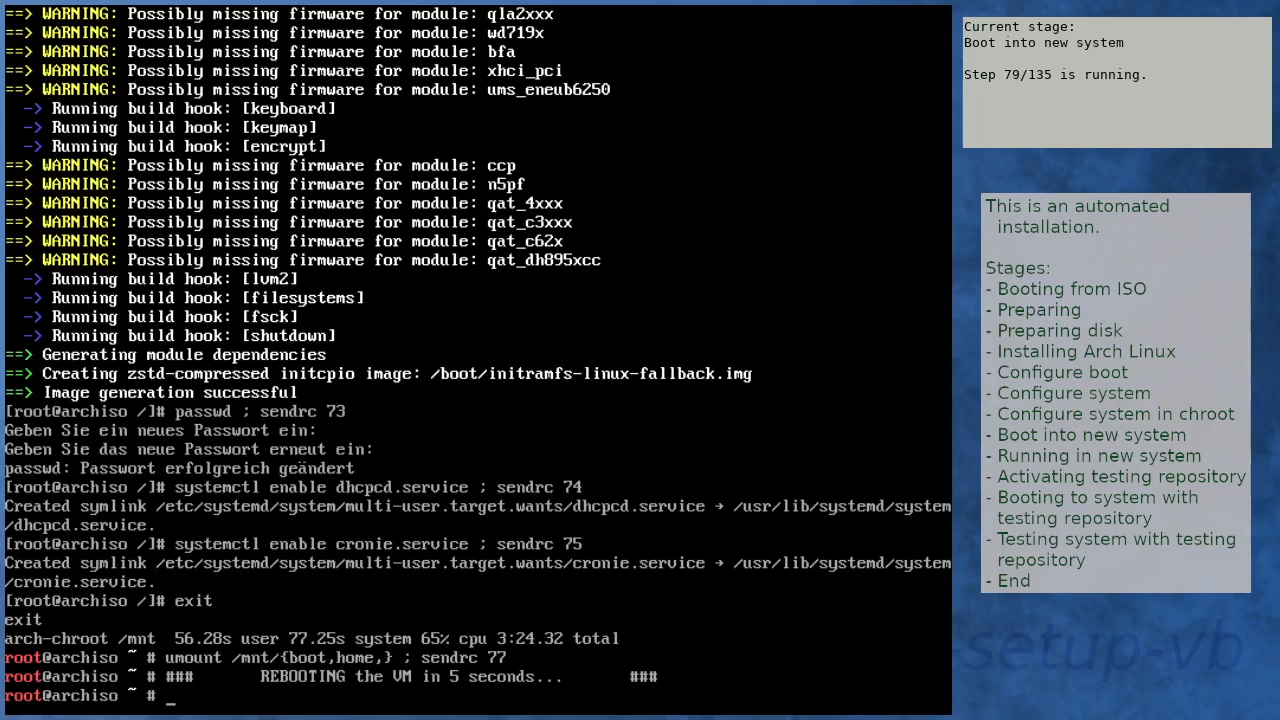 ==> WARNING: Possibly missing firmware for module: qla2xxx
==> WARNING: Possibly missing firmware for module: wd719x
==> WARNING: Possibly missing firmware for module: bfa
==> WARNING: Possibly missing firmware for module: xhci_pci
==> WARNING: Possibly missing firmware for module: ums_eneub6250
  -> Running build hook: [keyboard]
  -> Running build hook: [keymap]
  -> Running build hook: [encrypt]
==> WARNING: Possibly missing firmware for module: ccp
==> WARNING: Possibly missing firmware for module: n5pf
==> WARNING: Possibly missing firmware for module: qat_4xxx
==> WARNING: Possibly missing firmware for module: qat_c3xxx
==> WARNING: Possibly missing firmware for module: qat_c62x
==> WARNING: Possibly missing firmware for module: qat_dh895xcc
  -> Running build hook: [lvm2]
  -> Running build hook: [filesystems]
  -> Running build hook: [fsck]
  -> Running build hook: [shutdown]
==> Generating module dependencies
==> Creating zstd-compressed initcpio image: /boot/initramfs-linux-fallback.img
==> Image generation successful
[root@archiso /]# passwd ; sendrc 73
Geben Sie ein neues Passwort ein:
Geben Sie das neue Passwort erneut ein:
passwd: Passwort erfolgreich geändert
[root@archiso /]# systemctl enable dhcpcd.service ; sendrc 74
Created symlink /etc/systemd/system/multi-user.target.wants/dhcpcd.service → /usr/lib/systemd/system
/dhcpcd.service.
[root@archiso /]# systemctl enable cronie.service ; sendrc 75
Created symlink /etc/systemd/system/multi-user.target.wants/cronie.service → /usr/lib/systemd/system
/cronie.service.
[root@archiso /]# exit
exit
arch-chroot /mnt  56.28s user 77.25s system 65% cpu 3:24.32 total
root@archiso ~ # umount /mnt/{boot,home,} ; sendrc 77
root@archiso ~ # ###       REBOOTING the VM in 5 seconds...       ###
root@archiso ~ # _
Current stage:
Boot into new system
Step 79/135 is running.
This is an automated
installation.
Stages:
- Booting from ISO
- Preparing
- Preparing disk
- Installing Arch Linux
- Configure boot
- Configure system
- Configure system in chroot
- Boot into new system
- Running in new system
- Activating testing repository
- Booting to system with
testing repository
- Testing system with testing
repository
- End
-setup-vb